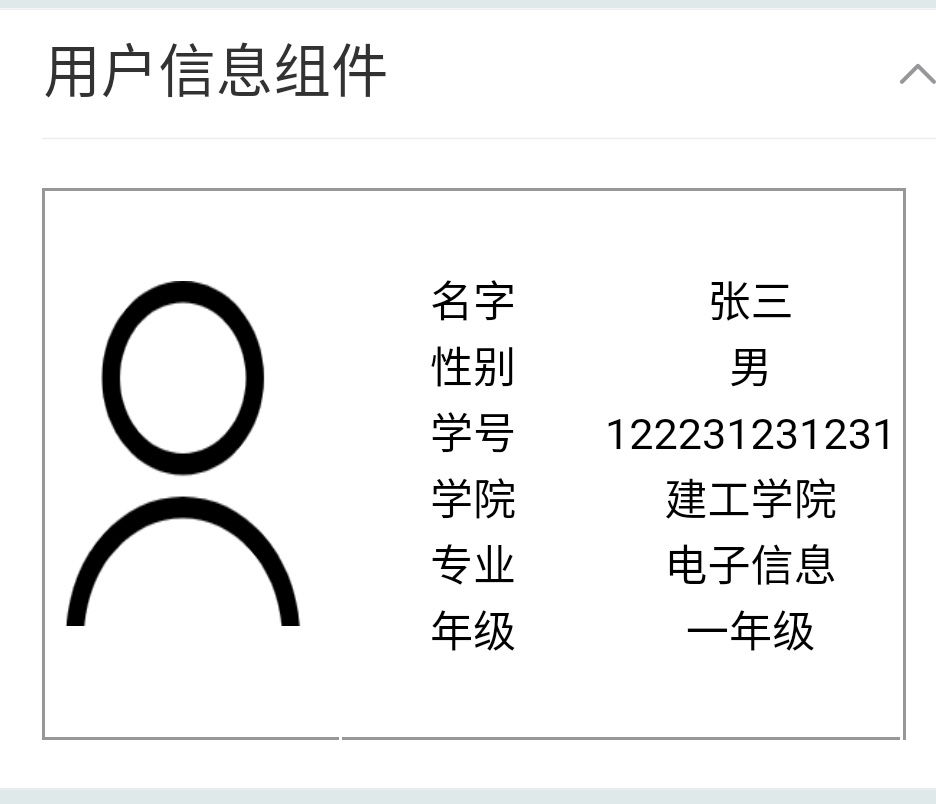 用户信息组件
名字 张三
性别 男
学号 122231231231
学院 建工学院
专业 电子信息
年级 一年级